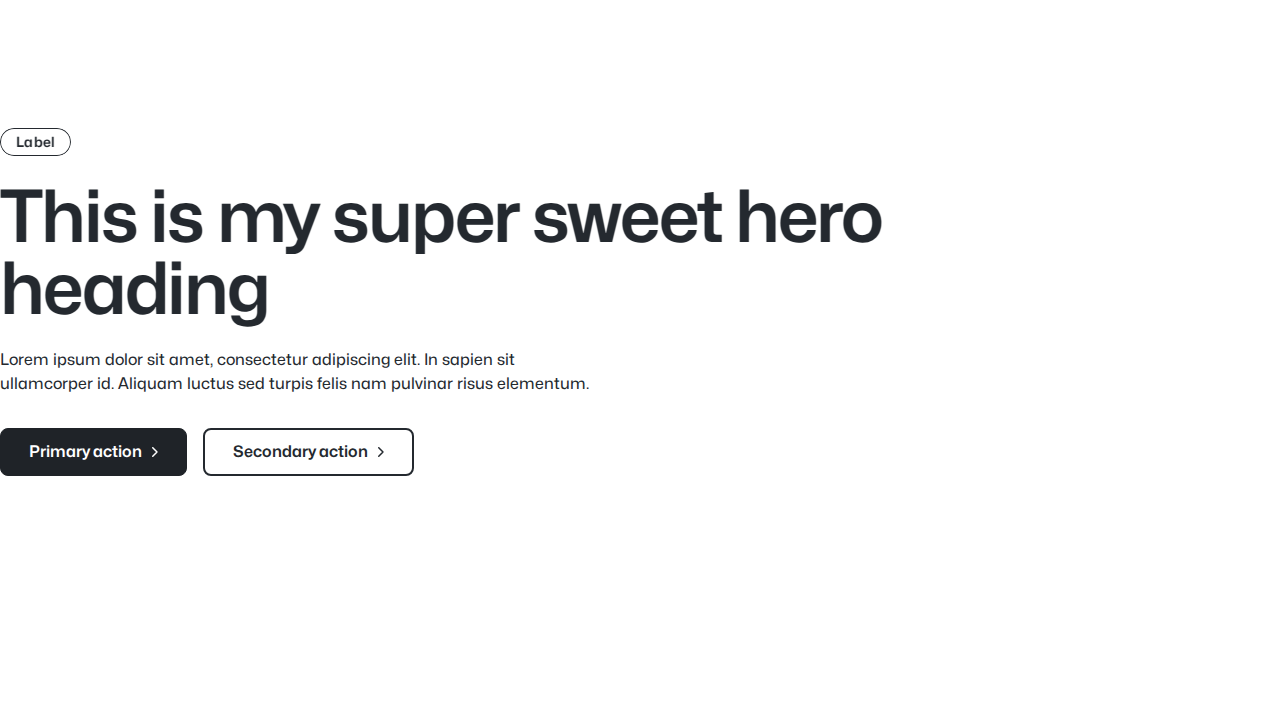 Label
This is my super sweet hero
heading
Lorem ipsum dolor sit amet, consectetur adipiscing elit. In sapien sit
ullamcorper id. Aliquam luctus sed turpis felis nam pulvinar risus elementum.
Primary action
Secondary action